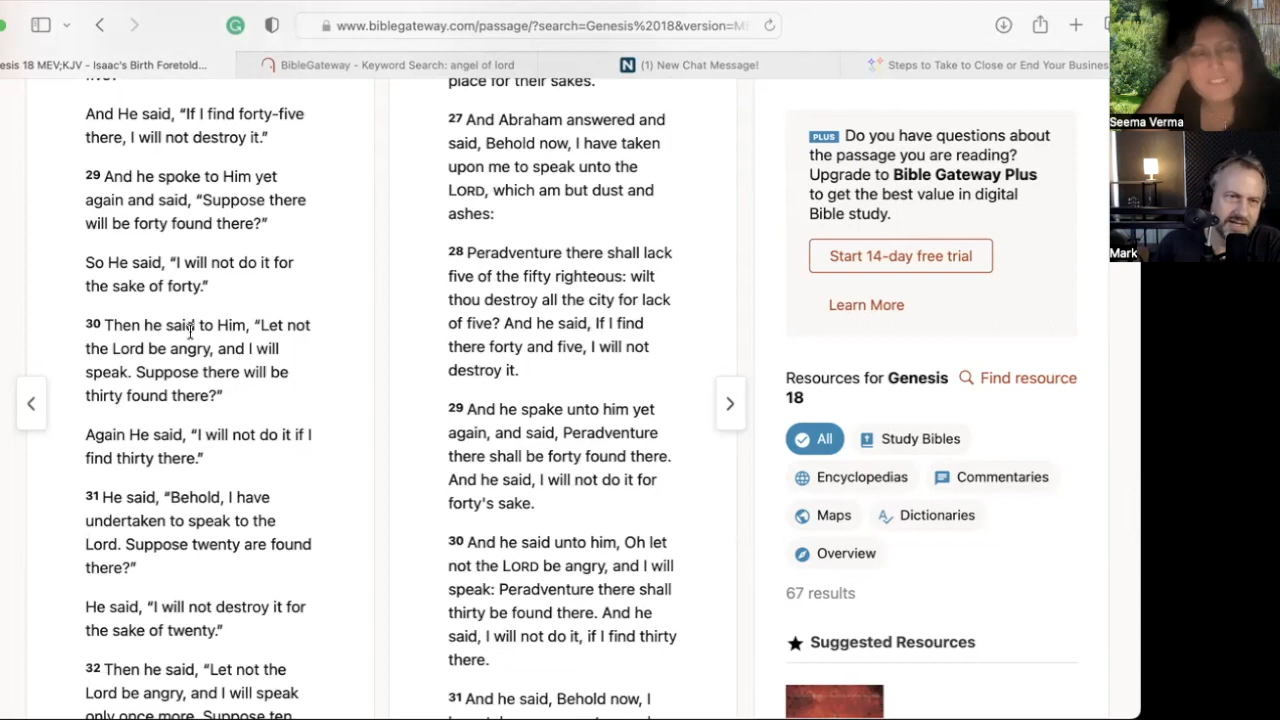 www.biblegateway.com/passage/?search=Genesis%2018&version=M
esis 18 MEV;KJV - Isaac's Birth Foretold...
BibleGateway - Keyword Search: angel of lord
(1) New Chat Message!
Steps to Take to Close or End Your Busines
And He said, “If I find forty-five
there, I will not destroy it.”
29 And he spoke to Him yet
again and said, “Suppose there
will be forty found there?”
So He said, “I will not do it for
the sake of forty.”
30 Then he said to Him, “Let not
the Lord be angry, and I will
speak. Suppose there will be
thirty found there?”
Again He said, “I will not do it if I
find thirty there.”
31 He said, “Behold, I have
undertaken to speak to the
Lord. Suppose twenty are found
there?”
He said, “I will not destroy it for
the sake of twenty.”
32 Then he said, “Let not the
Lord be angry, and I will speak
only once more. Suppose ten
place for their sakes.
27 And Abraham answered and
said, Behold now, I have taken
upon me to speak unto the
LORD, which am but dust and
ashes:
28 Peradventure there shall lack
five of the fifty righteous: wilt
thou destroy all the city for lack
of five? And he said, If I find
there forty and five, I will not
destroy it.
29 And he spake unto him yet
again, and said, Peradventure
there shall be forty found there.
And he said, I will not do it for
forty's sake.
30 And he said unto him, Oh let
not the LORD be angry, and I will
speak: Peradventure there shall
thirty be found there. And he
said, I will not do it, if I find thirty
there.
31 And he said, Behold now, I
PLUS Do you have questions about
the passage you are reading?
Upgrade to Bible Gateway Plus
to get the best value in digital
Bible study.
Start 14-day free trial
Learn More
Resources for Genesis
18
Find resource
All
Study Bibles
Encyclopedias
Commentaries
Maps
Dictionaries
Overview
67 results
Suggested Resources
Seema Verma
Mark